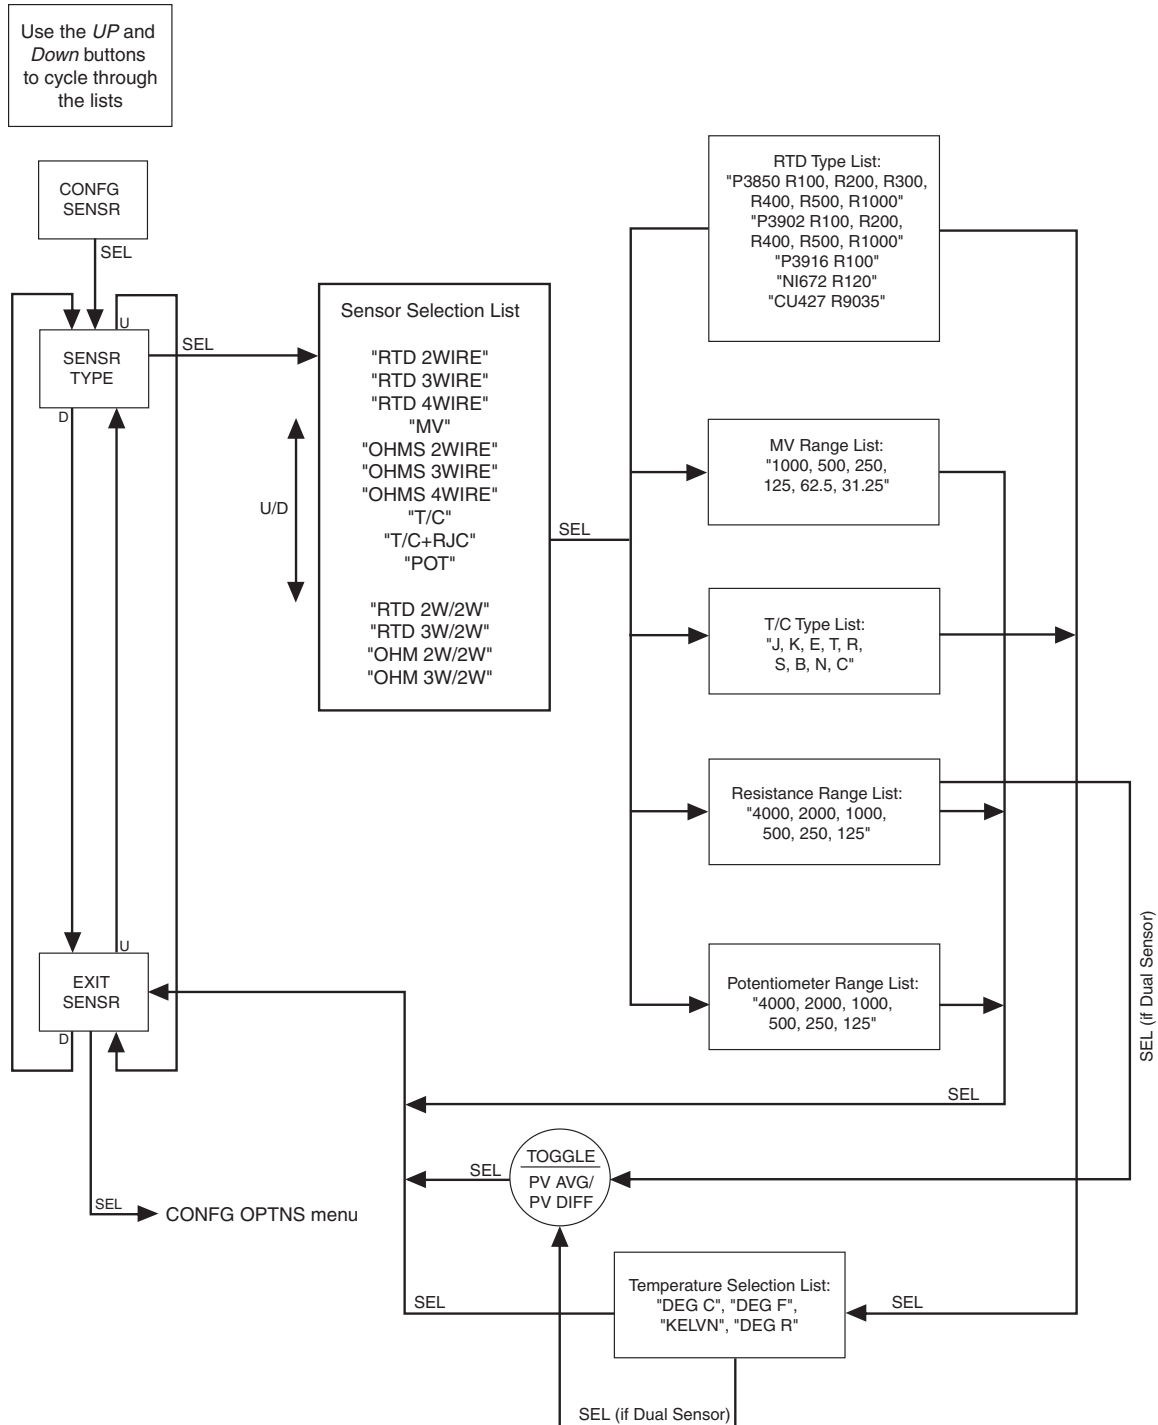 Use the UP and
Down buttons
to cycle through
the lists
CONFG
SENSR
SEL
U
SENSR
TYPE
D
SEL
Sensor Selection List
"RTD 2WIRE"
"RTD 3WIRE"
"RTD 4WIRE"
"MV"
"OHMS 2WIRE"
"OHMS 3WIRE"
"OHMS 4WIRE"
"T/C"
"T/C+RJC"
"POT"
"RTD 2W/2W"
"RTD 3W/2W"
"OHM 2W/2W"
"OHM 3W/2W"
U/D
SEL
RTD Type List:
"P3850 R100, R200, R300,
R400, R500, R1000"
"P3902 R100, R200,
R400, R500, R1000"
"P3916 R100"
"NI672 R120"
"CU427 R9035"
MV Range List:
"1000, 500, 250,
125, 62.5, 31.25"
T/C Type List:
"J, K, E, T, R,
S, B, N, C"
Resistance Range List:
"4000, 2000, 1000,
500, 250, 125"
Potentiometer Range List:
"4000, 2000, 1000,
500, 250, 125"
SEL (if Dual Sensor)
U
EXIT
SENSR
D
SEL
CONFG OPTNS menu
SEL
SEL
TOGGLE
PV AVG/
PV DIFF
SEL
Temperature Selection List:
"DEG C", "DEG F",
"KELVN", "DEG R"
SEL
SEL (if Dual Sensor)